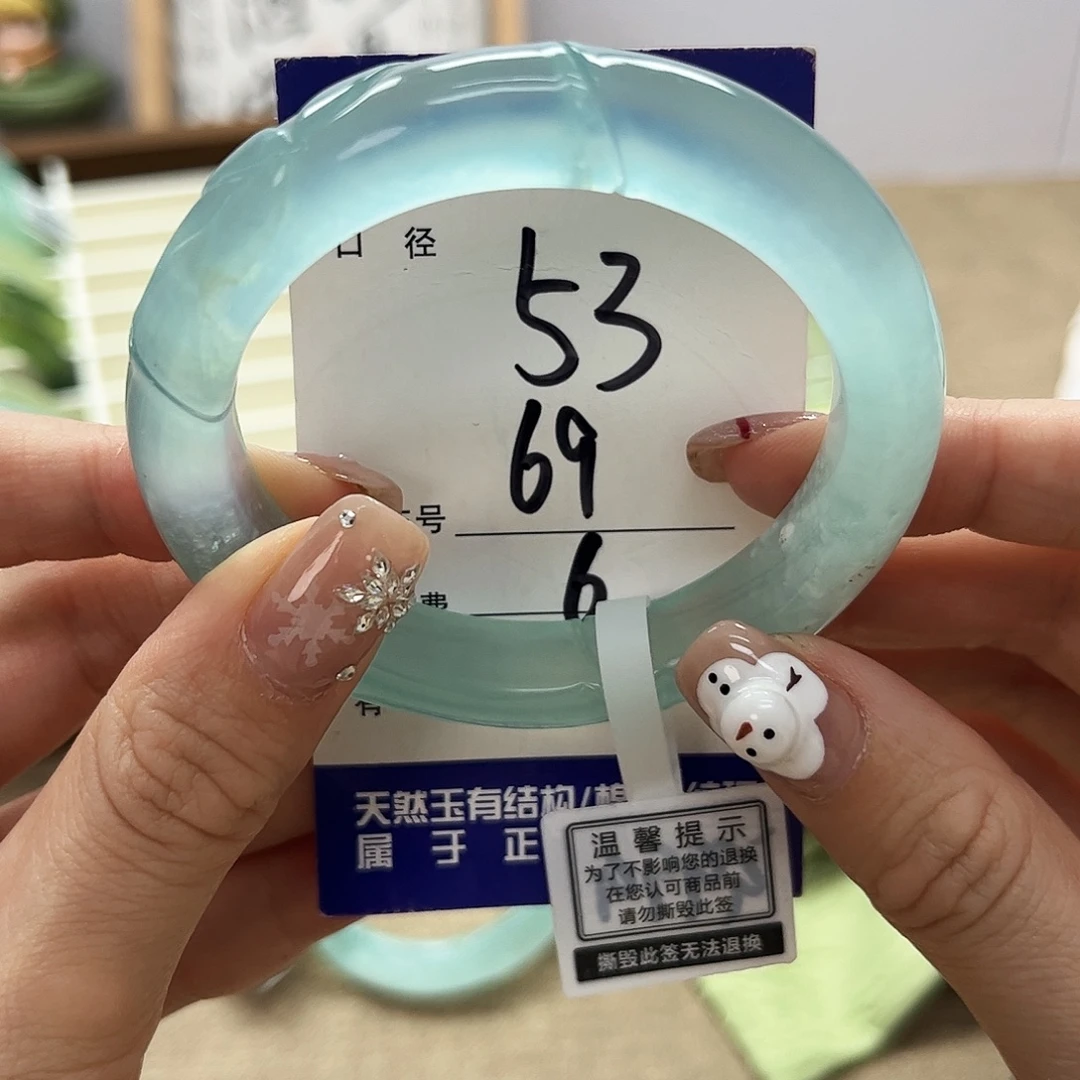 口 径
53
69
号
费 6
有
天然玉有结构/棉
属 于 正
温馨提示
为了不影响您的退换
在您认可商品前
请勿撕毁此签
撕毁此签无法退换